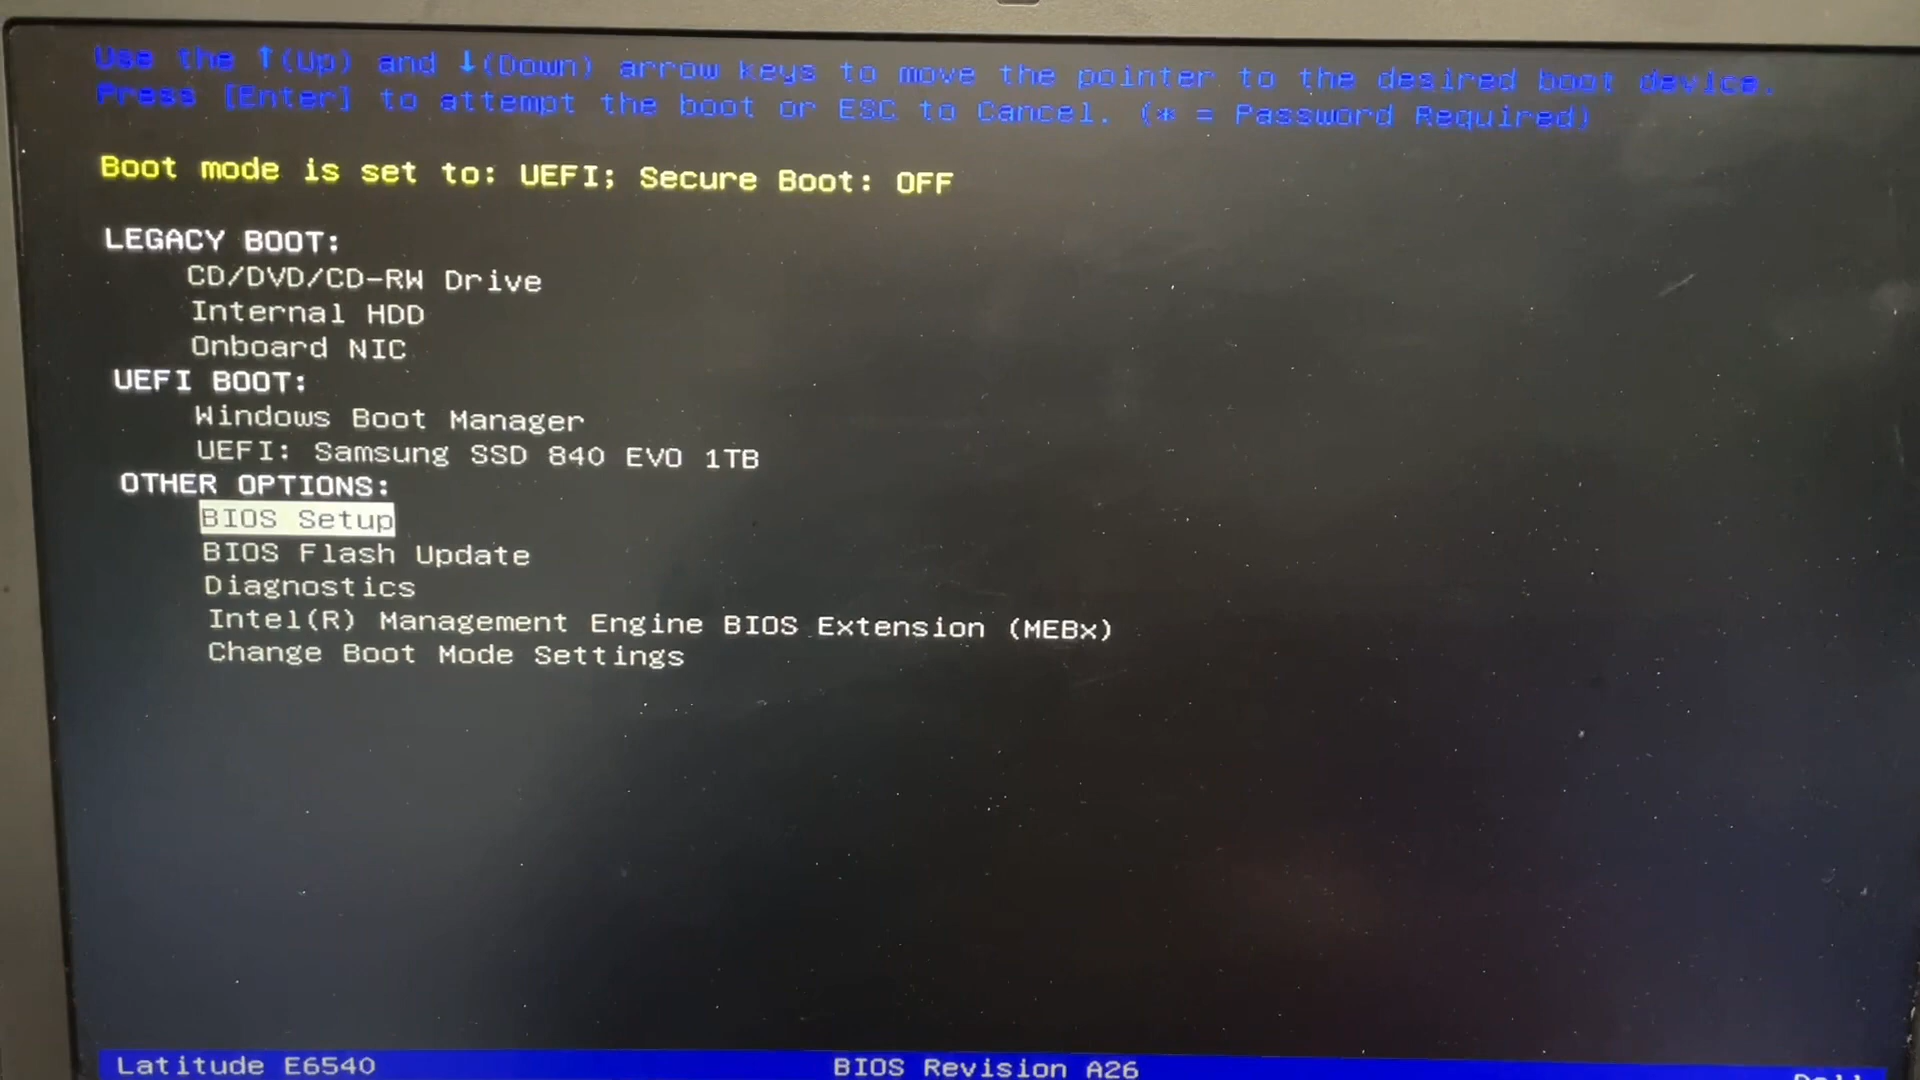 Use the ↑(Up) and ↓(Down) arrow keys to move the pointer to the desired boot device.
Press [Enter] to attempt the boot or ESC to Cancel. (* = Password Required)
Boot mode is set to: UEFI; Secure Boot: OFF
LEGACY BOOT:
CD/DVD/CD-RW Drive
Internal HDD
Onboard NIC
UEFI BOOT:
Windows Boot Manager
UEFI: Samsung SSD 840 EVO 1TB
OTHER OPTIONS:
BIOS Setup
BIOS Flash Update
Diagnostics
Intel(R) Management Engine BIOS Extension (MEBx)
Change Boot Mode Settings
Latitude E6540 BIOS Revision A26 Dell